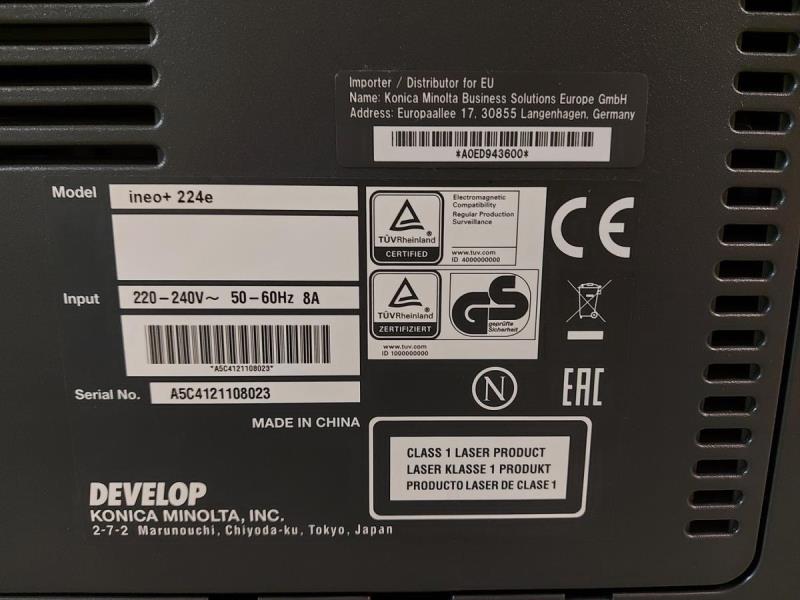 Importer / Distributor for EU
Name: Konica Minolta Business Solutions Europe GmbH
Address: Europaallee 17, 30855 Langenhagen, Germany
*A0ED943600*
Model ineo+ 224e
Input 220-240V～ 50-60Hz 8A
*A5C4121108023*
Serial No. A5C4121108023
MADE IN CHINA
TÜVRheinland®
CERTIFIED
Electromagnetic
Compatibility
Regular Production
Surveillance
www.tuv.com
ID 4000000000
TÜVRheinland
ZERTIFIZIERT
GS
geprüfte
Sicherheit
www.tuv.com
ID 1000000000
CE
N
EAC
CLASS 1 LASER PRODUCT
LASER KLASSE 1 PRODUKT
PRODUCTO LASER DE CLASE 1
DEVELOP
KONICA MINOLTA, INC.
2-7-2 Marunouchi, Chiyoda-ku, Tokyo, Japan